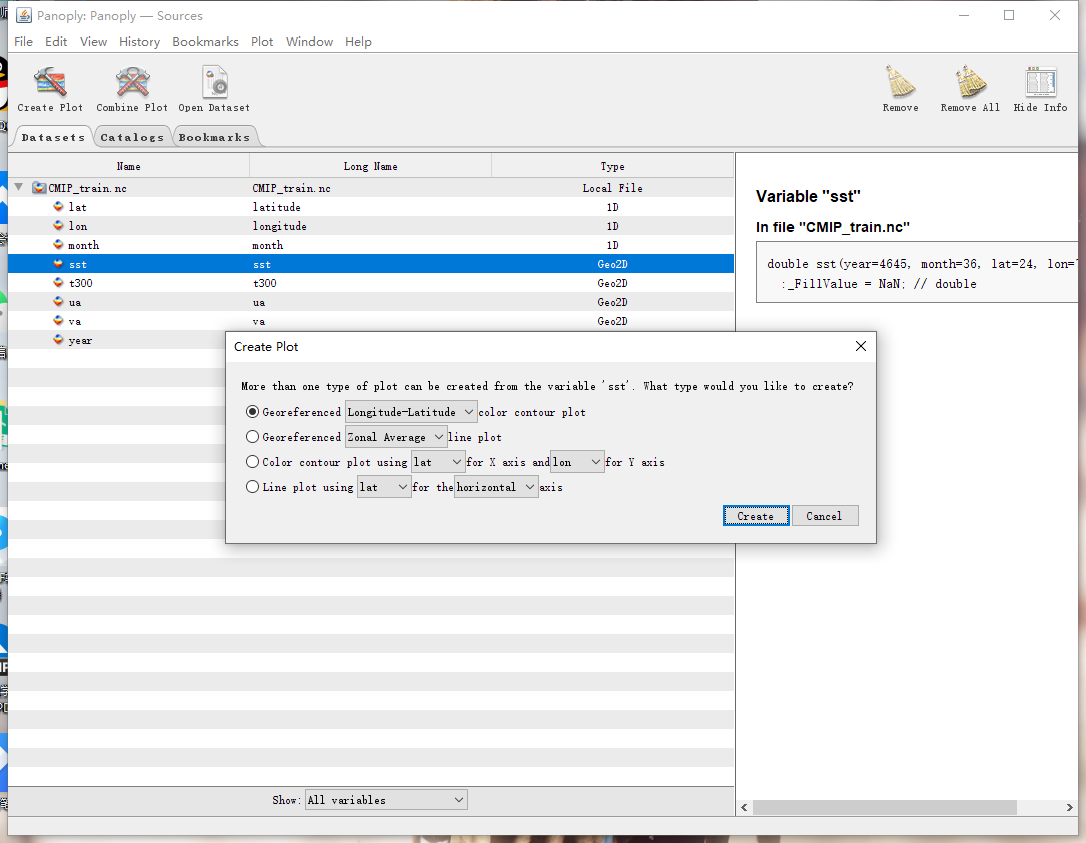 Panoply: Panoply — Sources
File Edit View History Bookmarks Plot Window Help
Create Plot Combine Plot Open Dataset Remove Remove All Hide Info
Datasets Catalogs Bookmarks
Name Long Name Type
CMIP_train.nc CMIP_train.nc Local File
lat latitude 1D
lon longitude 1D
month month 1D
sst sst Geo2D
t300 t300 Geo2D
ua ua Geo2D
va va Geo2D
year
Variable "sst"
In file "CMIP_train.nc"
double sst(year=4645, month=36, lat=24, lon=
:_FillValue = NaN; // double
Create Plot
More than one type of plot can be created from the variable 'sst'. What type would you like to create?
Georeferenced Longitude-Latitude color contour plot
Georeferenced Zonal Average line plot
Color contour plot using lat for X axis and lon for Y axis
Line plot using lat for the horizontal axis
Create Cancel
Show: All variables